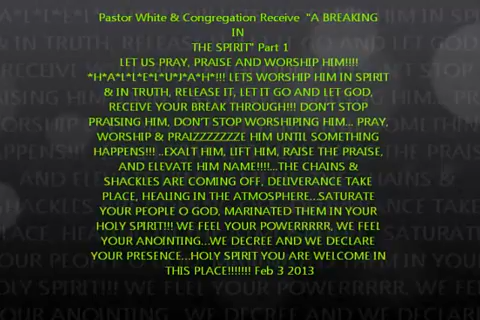 Pastor White & Congregation Receive "A BREAKING
IN
THE SPIRIT" Part 1
LET US PRAY, PRAISE AND WORSHIP HIM!!!!
*H*A*L*L*E*L*U*J*A*H*!!! LETS WORSHIP HIM IN SPIRIT
& IN TRUTH, RELEASE IT, LET IT GO AND LET GOD,
RECEIVE YOUR BREAK THROUGH!!! DON'T STOP
PRAISING HIM, DON'T STOP WORSHIPING HIM... PRAY,
WORSHIP & PRAIZZZZZZZE HIM UNTIL SOMETHING
HAPPENS!!! ..EXALT HIM, LIFT HIM, RAISE THE PRAISE,
AND ELEVATE HIM NAME!!!!...THE CHAINS &
SHACKLES ARE COMING OFF, DELIVERANCE TAKE
PLACE, HEALING IN THE ATMOSPHERE...SATURATE
YOUR PEOPLE O GOD, MARINATED THEM IN YOUR
HOLY SPIRIT!!! WE FEEL YOUR POWERRRRR, WE FEEL
YOUR ANOINTING...WE DECREE AND WE DECLARE
YOUR PRESENCE...HOLY SPIRIT YOU ARE WELCOME IN
THIS PLACE!!!!!!! Feb 3 2013